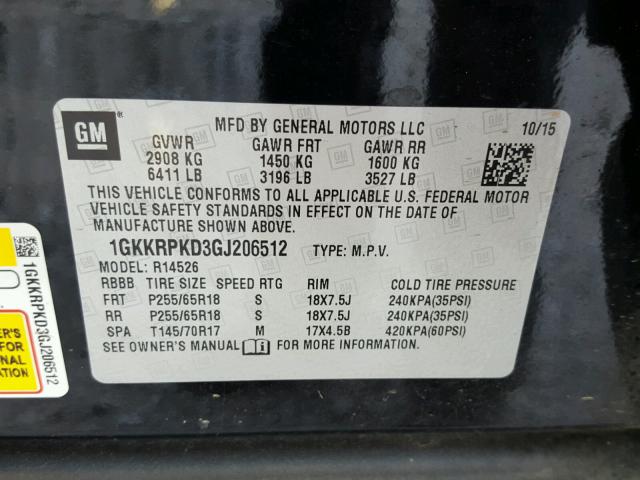 GM
MFD BY GENERAL MOTORS LLC 10/15
GVWR GAWR FRT GAWR RR
2908 KG 1450 KG 1600 KG
6411 LB 3196 LB 3527 LB
THIS VEHICLE CONFORMS TO ALL APPLICABLE U.S. FEDERAL MOTOR
VEHICLE SAFETY STANDARDS IN EFFECT ON THE DATE OF
MANUFACTURE SHOWN ABOVE.
1GKKRPKD3GJ206512 TYPE: M.P.V.
MODEL: R14526
RBBB TIRE SIZE SPEED RTG RIM COLD TIRE PRESSURE
FRT P255/65R18 S 18X7.5J 240KPA(35PSI)
RR P255/65R18 S 18X7.5J 240KPA(35PSI)
SPA T145/70R17 M 17X4.5B 420KPA(60PSI)
SEE OWNER'S MANUAL FOR MORE INFORMATION.
1GKKRPKD3GJ206512
FOR